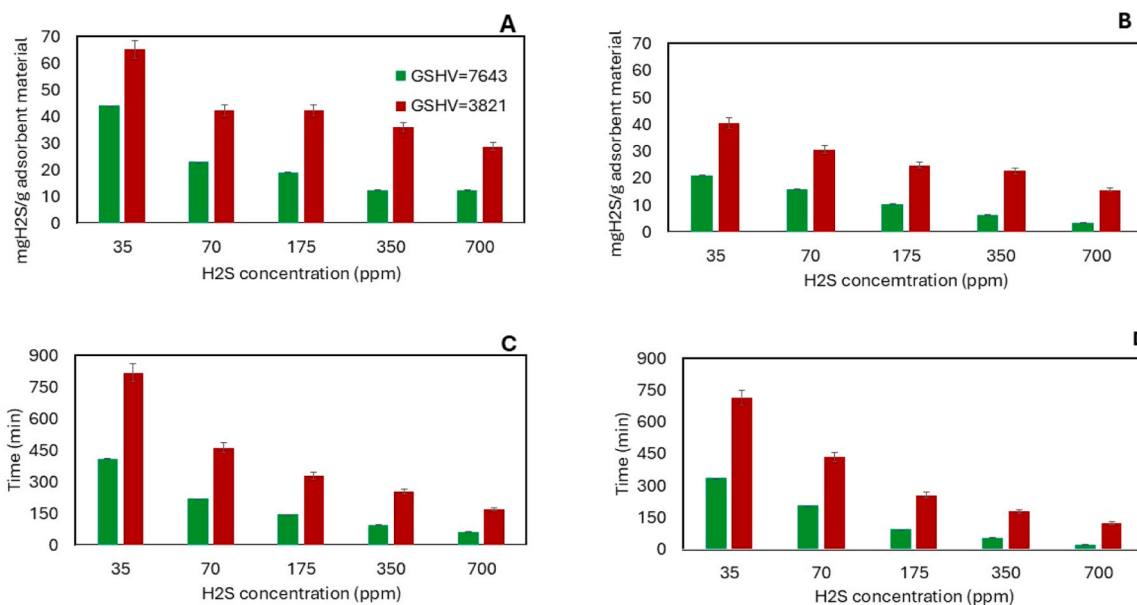 A
mgH2S/g adsorbent material
70
60
50
40
30
20
10
0
GSHV=7643
GSHV=3821
35 70 175 350 700
H2S concentration (ppm)
B
mgH2S/g adsorbent material
70
60
50
40
30
20
10
0
35 70 175 350 700
H2S concemtration (ppm)
C
Time (min)
900
750
600
450
300
150
0
35 70 175 350 700
H2S concentration (ppm)
Time (min)
900
750
600
450
300
150
0
35 70 175 350 700
H2S concentration (ppm)